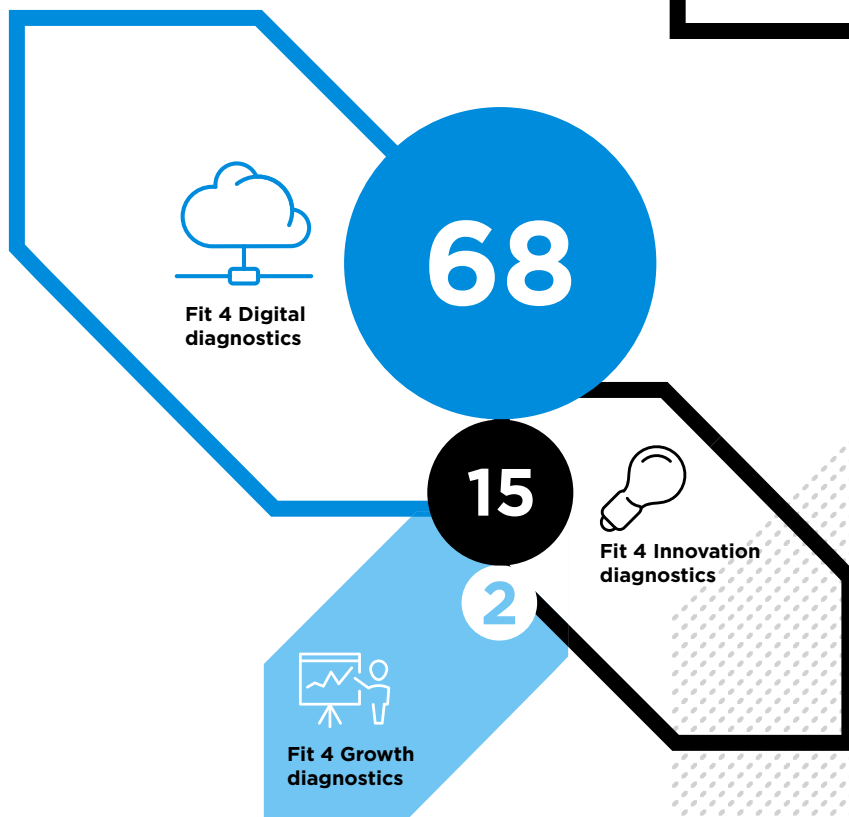 68
Fit 4 Digital
diagnostics
15
Fit 4 Innovation
diagnostics
2
Fit 4 Growth
diagnostics